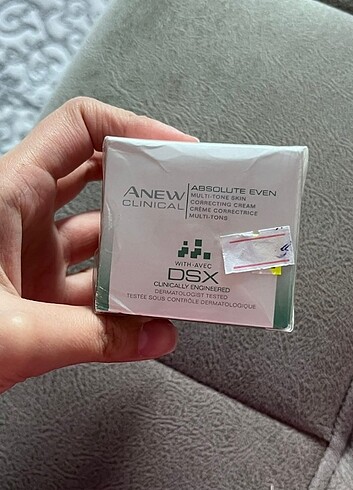 ANEW
CLINICAL
ABSOLUTE EVEN
MULTI-TONE SKIN
CORRECTING CREAM
CRÈME CORRECTRICE
MULTI-TONS
WITH • AVEC
DSX
CLINICALLY ENGINEERED
DERMATOLOGIST TESTED
TESTÉE SOUS CONTRÔLE DERMATOLOGIQUE